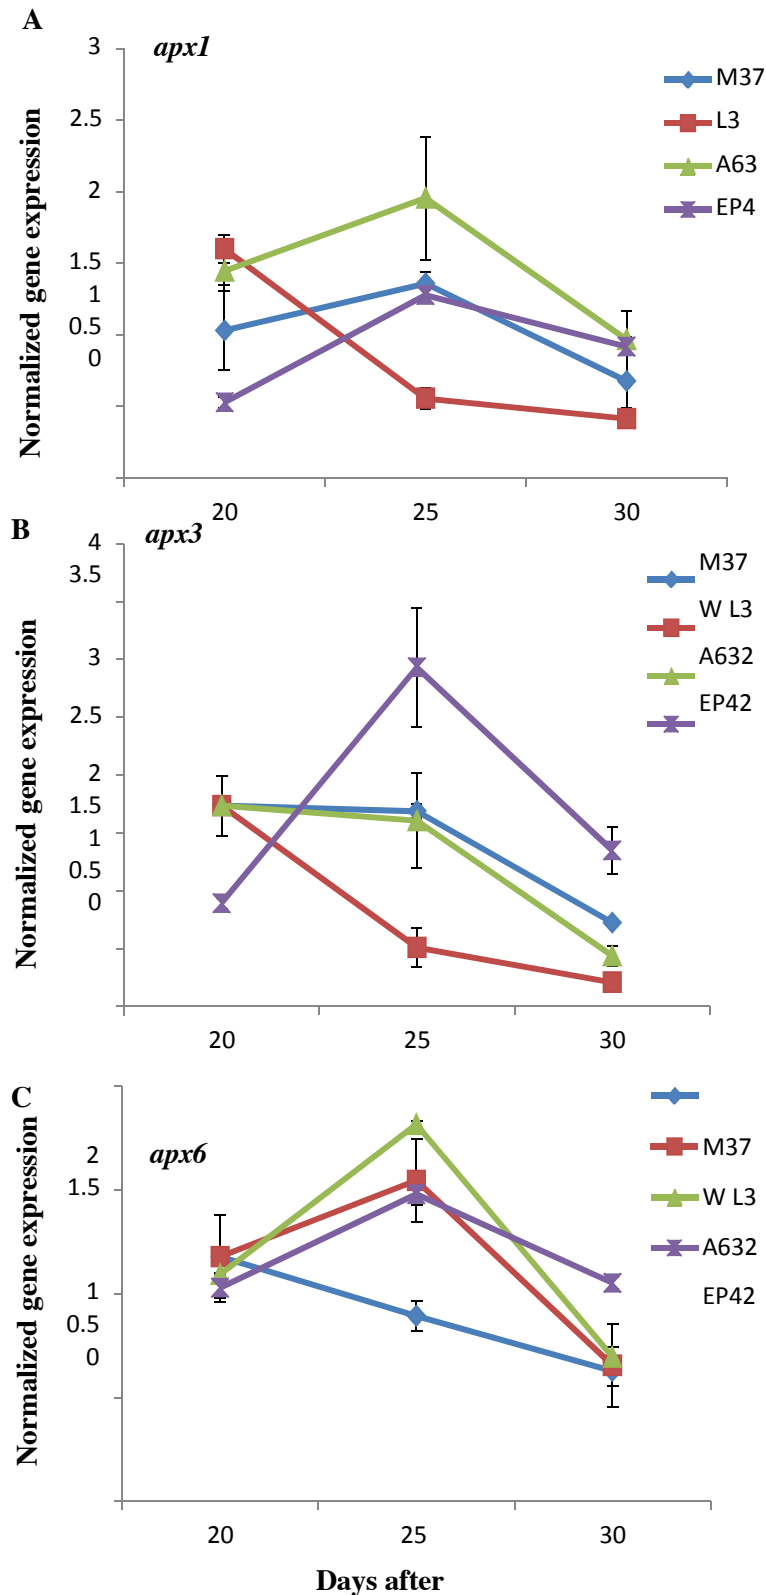 A
apx1
Normalized gene expression
3
2.5
2
1.5
1
0.5
0
20 25 30
M37
L3
A63
EP4
B
apx3
Normalized gene expression
4
3.5
3
2.5
2
1.5
1
0.5
0
20 25 30
M37
W L3
A632
EP42
C
apx6
Normalized gene expression
2
1.5
1
0.5
0
20 25 30
M37
W L3
A632
EP42
Days after